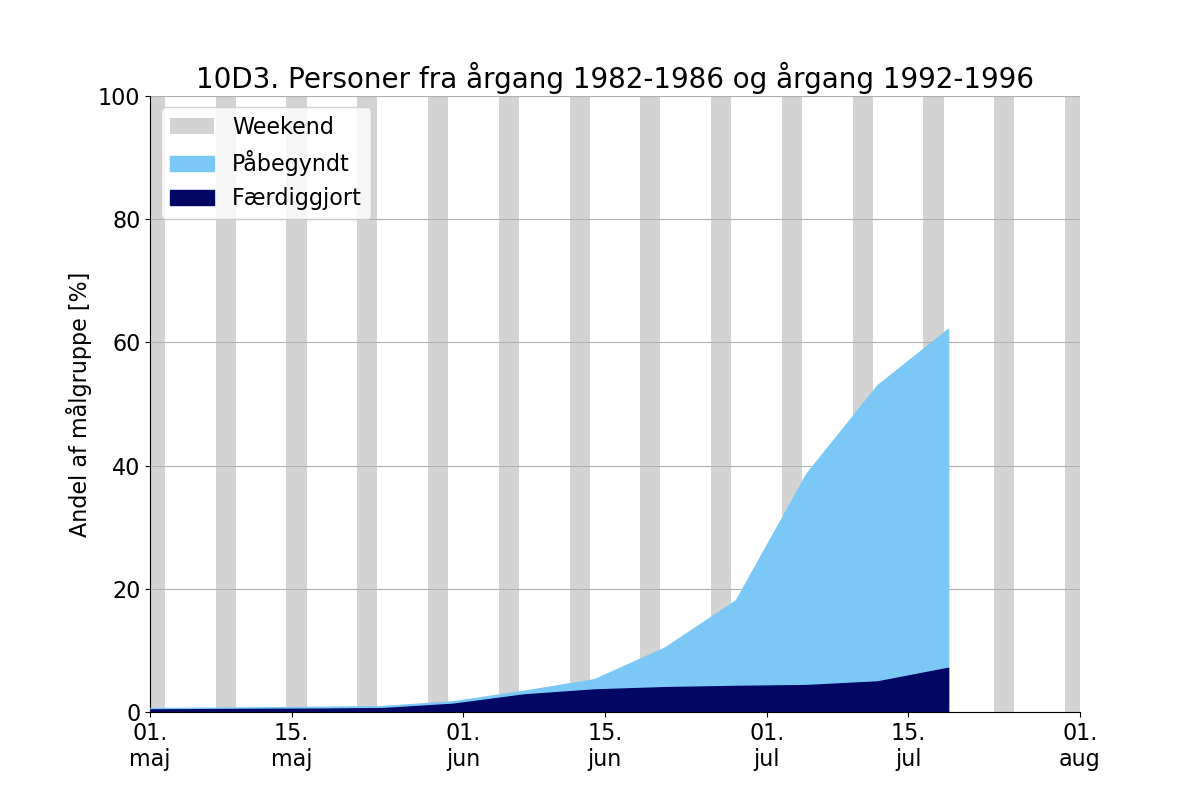 10D3. Personer fra årgang 1982-1986 og årgang 1992-1996
Andel af målgruppe [%]
100
80
60
40
20
0
Weekend
Påbegyndt
Færdiggjort
01. maj
15. maj
01. jun
15. jun
01. jul
15. jul
01. aug